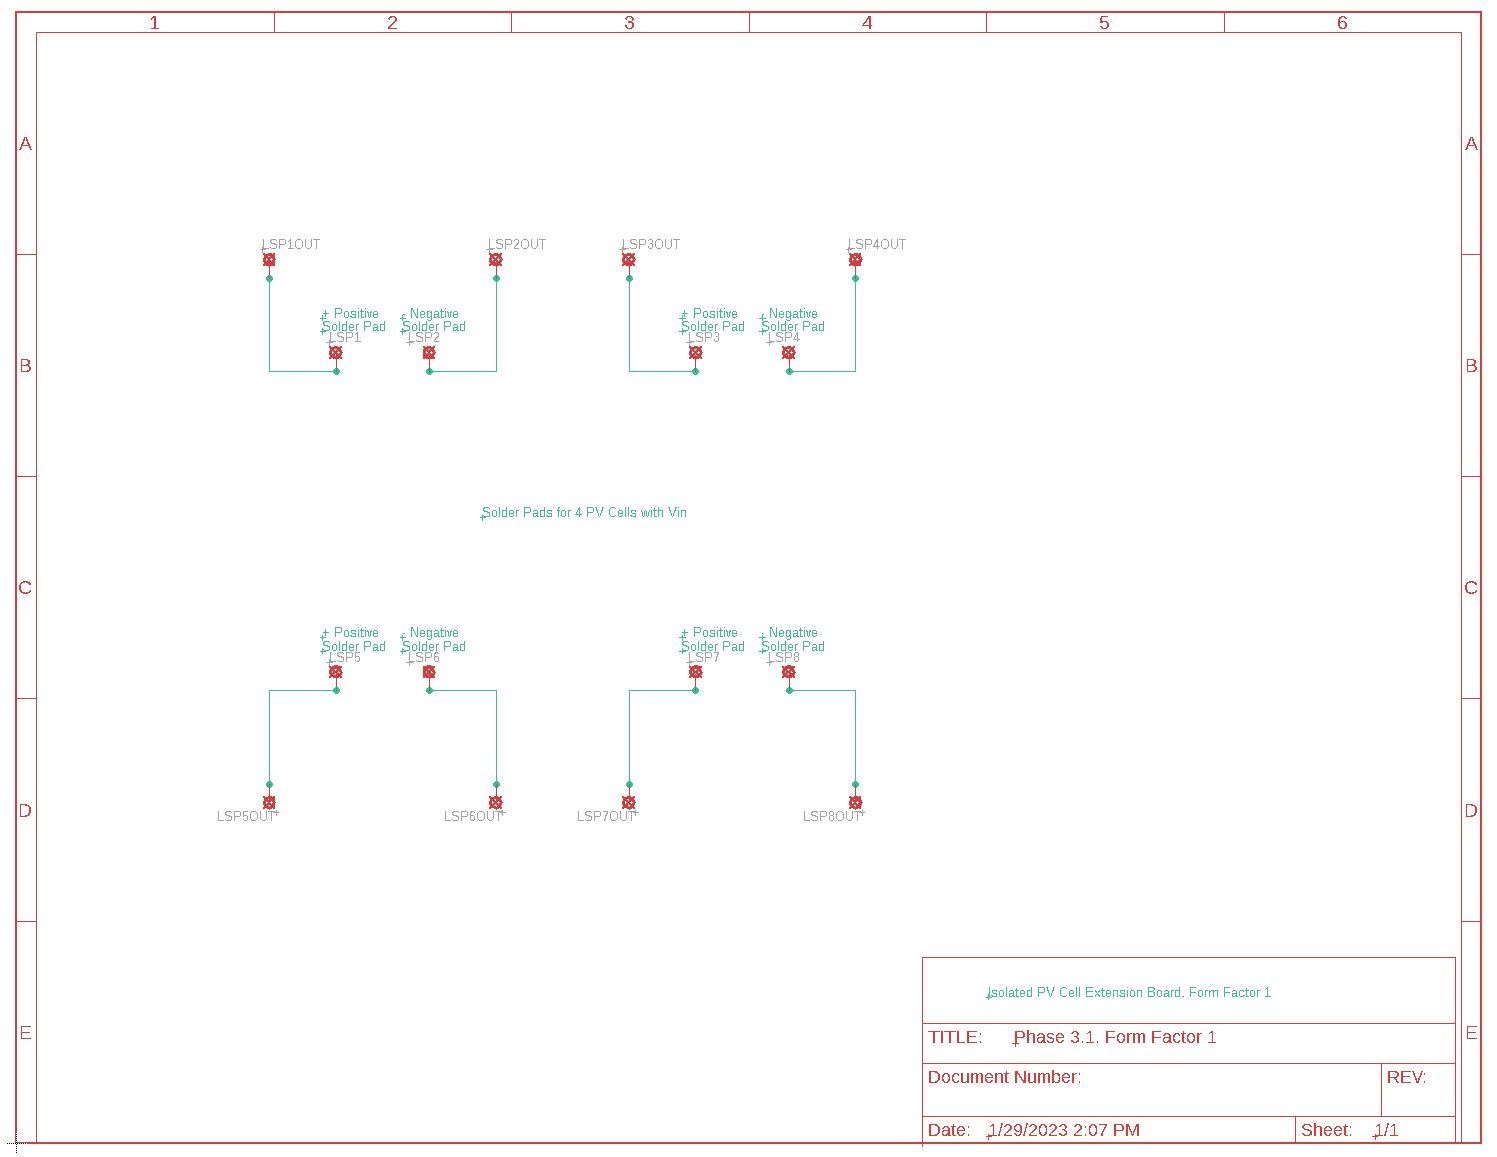 1 2 3 4 5 6
A A
LSP1OUT LSP2OUT LSP3OUT LSP4OUT
+ Positive - Negative + Positive - Negative
Solder Pad Solder Pad Solder Pad Solder Pad
LSP1 LSP2 LSP3 LSP4
B B
Solder Pads for 4 PV Cells with Vin
C C
+ Positive - Negative + Positive - Negative
Solder Pad Solder Pad Solder Pad Solder Pad
LSP5 LSP6 LSP7 LSP8
D D
LSP5OUT LSP6OUT LSP7OUT LSP8OUT
Isolated PV Cell Extension Board. Form Factor 1
E E
TITLE: Phase 3.1. Form Factor 1
Document Number: REV:
Date: 1/29/2023 2:07 PM Sheet: 1/1